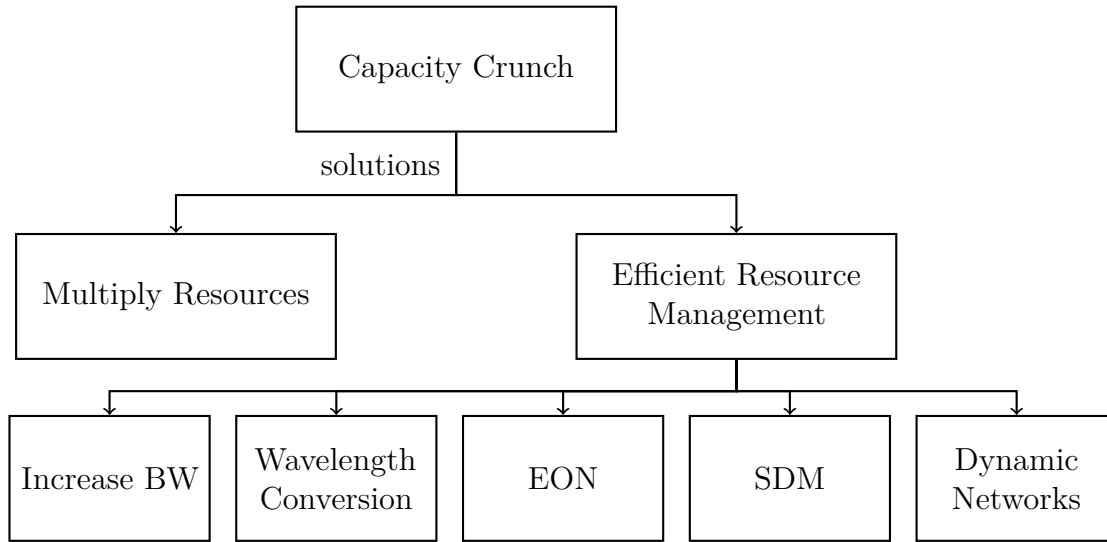 Capacity Crunch
solutions
Multiply Resources
Efficient Resource
Management
Increase BW
Wavelength
Conversion
EON
SDM
Dynamic
Networks